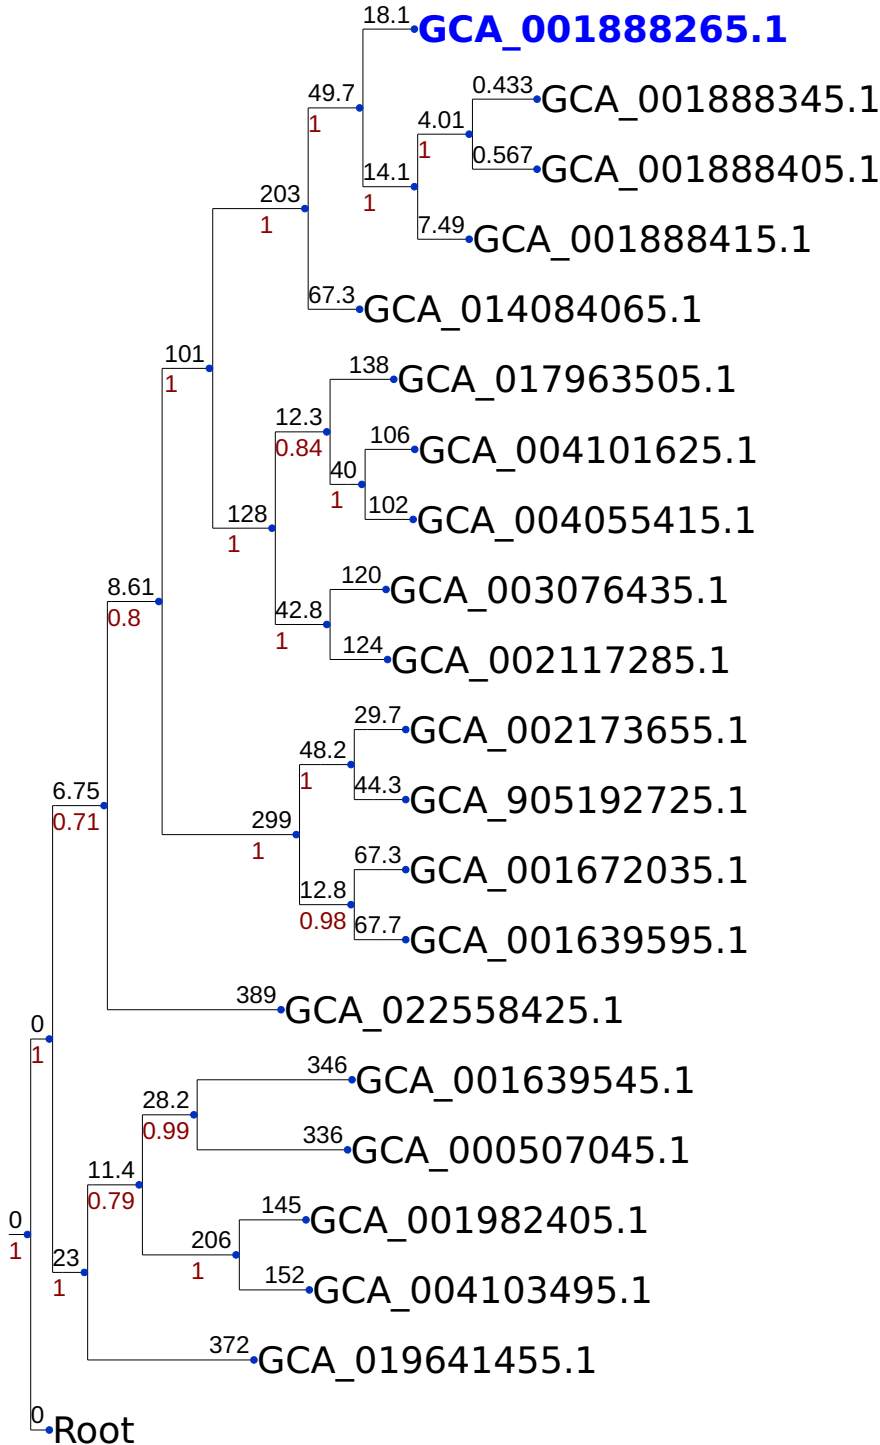 18.1
GCA_001888265.1
0.433
49.7
GCA_001888345.1
4.01
1
1
0.567
14.1
GCA_001888405.1
203
1
1
7.49
GCA_001888415.1
67.3
GCA_014084065.1
101
138
1
GCA_017963505.1
12.3
106
0.84
GCA_004101625.1
40
1
102
128
GCA_004055415.1
1
120
8.61
GCA_003076435.1
42.8
0.8
1
124
GCA_002117285.1
29.7
GCA_002173655.1
48.2
1
44.3
6.75
GCA_905192725.1
299
0.71
1
67.3
GCA_001672035.1
12.8
0.98
67.7
GCA_001639595.1
389
GCA_022558425.1
0
1
346
GCA_001639545.1
28.2
0.99
336
GCA_000507045.1
11.4
0.79
145
0
GCA_001982405.1
206
1
23
1
152
1
GCA_004103495.1
372
GCA_019641455.1
0
Root